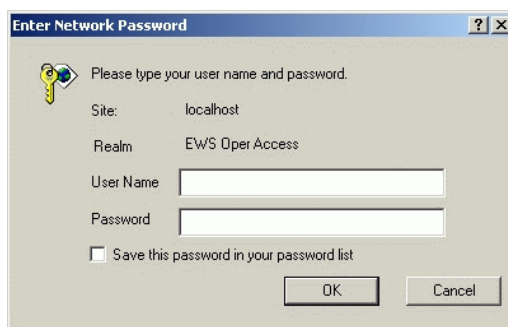 Enter Network Password
Please type your user name and password.
Site: localhost
Realm EWS Oper Access
User Name
Password
Save this password in your password list
OK Cancel